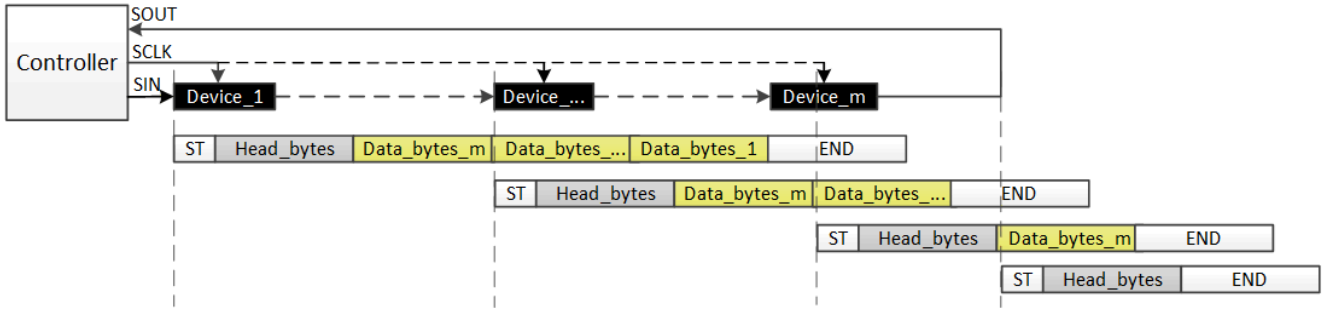 SOUT
Controller
SCLK
SIN
Device_1 Device_... Device_m
ST Head_bytes Data_bytes_m Data_bytes_... Data_bytes_1 END
ST Head_bytes Data_bytes_m Data_bytes_... END
ST Head_bytes Data_bytes_m END
ST Head_bytes END